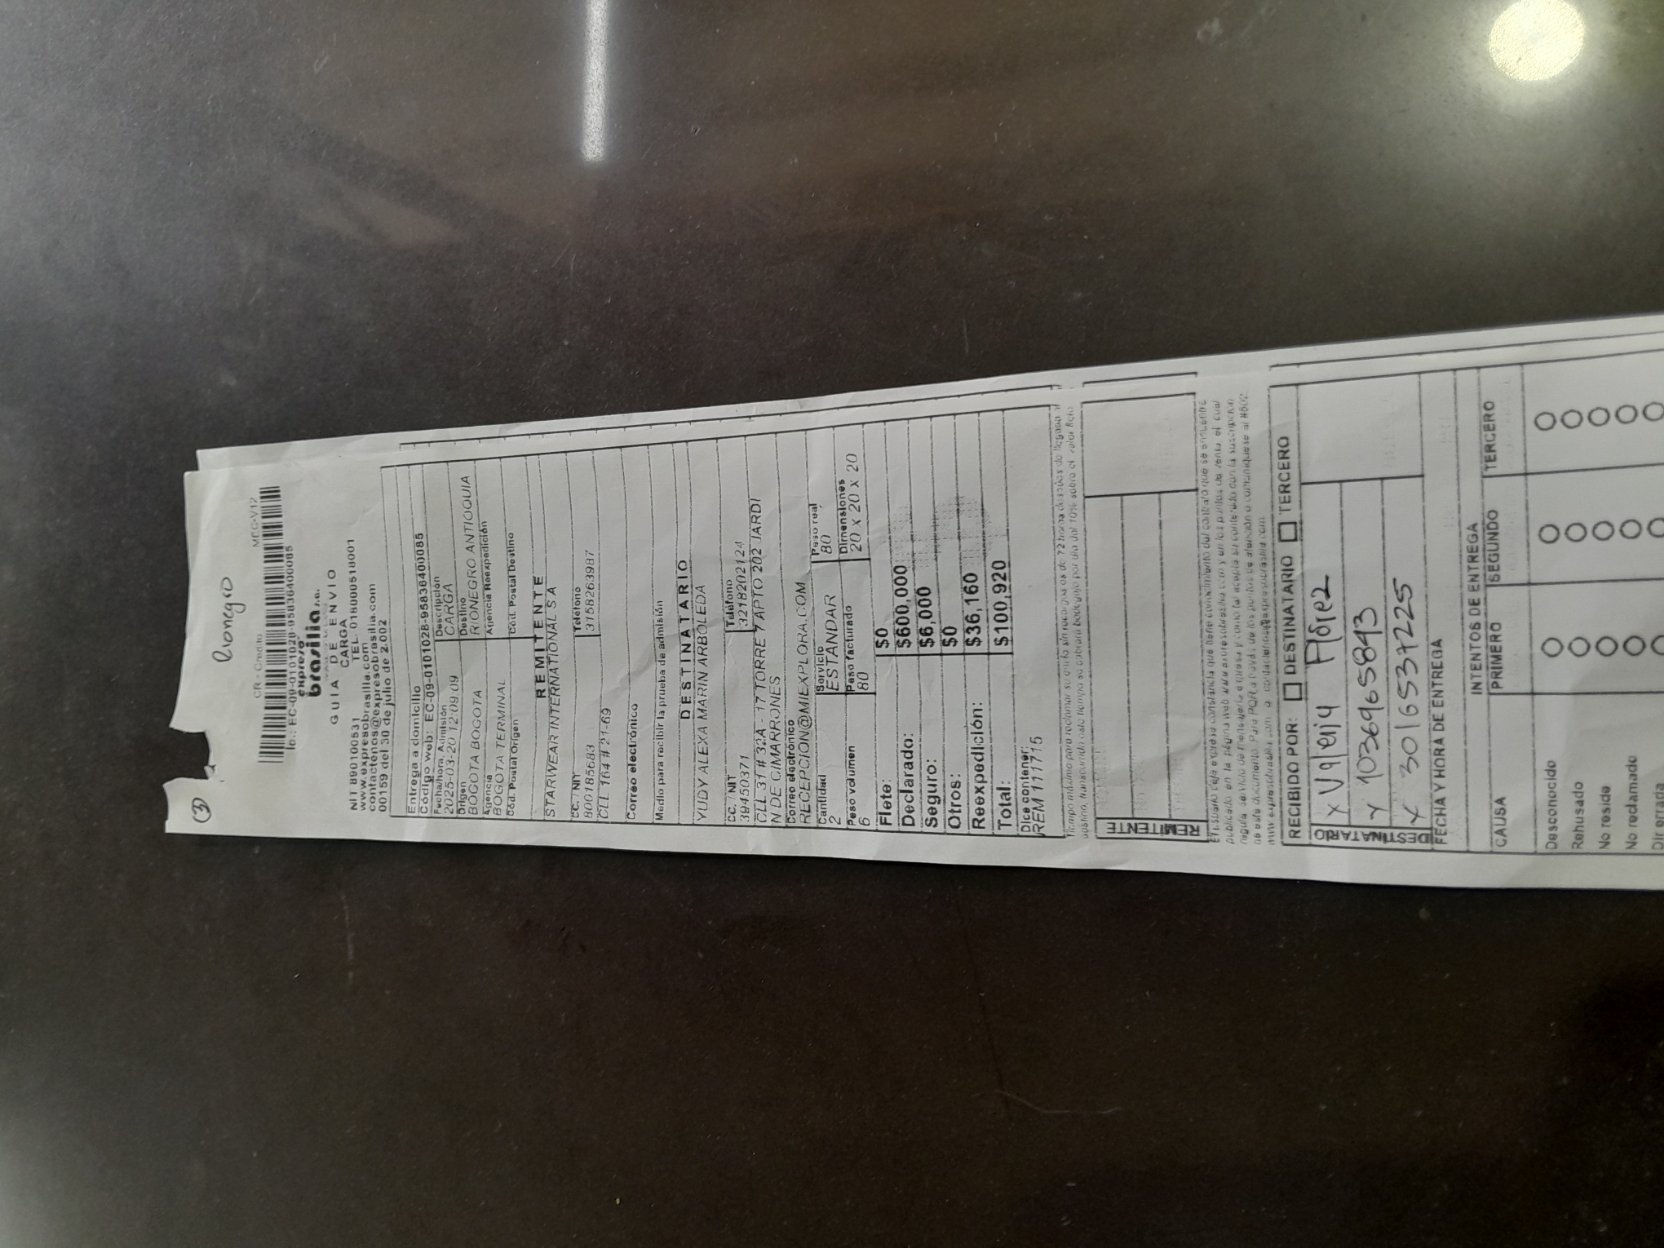 3
Rionegro
CR - Credito MEC-V12
lo.: EC-09-0101028-95836400085
expreso
brasilia s.a.
GUIA DE ENVIO
CARGA
NIT 890100531 TEL. 018000518001
www.expresobrasilia.com
contactenos@expresobrasilia.com
00159 del 30 de julio de 2.002
Entrega a domicilio
Código web: EC-09-0101028-95836400085
Fecha/hora Admisión Descripción
2025-03-20 12:09:09 CARGA
Origen Destino
BOGOTA BOGOTA RIONEGRO ANTIOQUIA
Agencia Agencia Reexpedición
BOGOTA TERMINAL
Cód. Postal Origen Cód. Postal Destino
REMITENTE
STARWEAR INTERNATIONAL S A
CC. / NIT Teléfono
800185683 3158263987
CLL 164 # 21-69
Correo electrónico
Medio para recibir la prueba de admisión
DESTINATARIO
YUDY ALEXA MARIN ARBOLEDA
CC. / NIT Teléfono
39450371 3218202124
CLL 31 # 32A - 17 TORRE 7 APTO 202 JARDI
N DE CIMARRONES
Correo electrónico
RECEPCION@MIEXPLORA.COM
Cantidad Servicio Peso real
2 ESTANDAR 80
Peso volumen Peso facturado Dimensiones
6 80 20 x 20 x 20
Flete: $0
Declarado: $600,000
Seguro: $6,000
Otros: $0
Reexpedición: $36,160
Total: $100,920
Dice contener:
REM 111715
REMITENTE
RECIBIDO POR: DESTINATARIO TERCERO
DESTINATARIO
x Valeria Flórez
x 1036965893
x 3016537225
FECHA Y HORA DE ENTREGA
INTENTOS DE ENTREGA
CAUSA PRIMERO SEGUNDO TERCERO
Desconocido
Rehusado
No reside
No reclamado
Dir errada